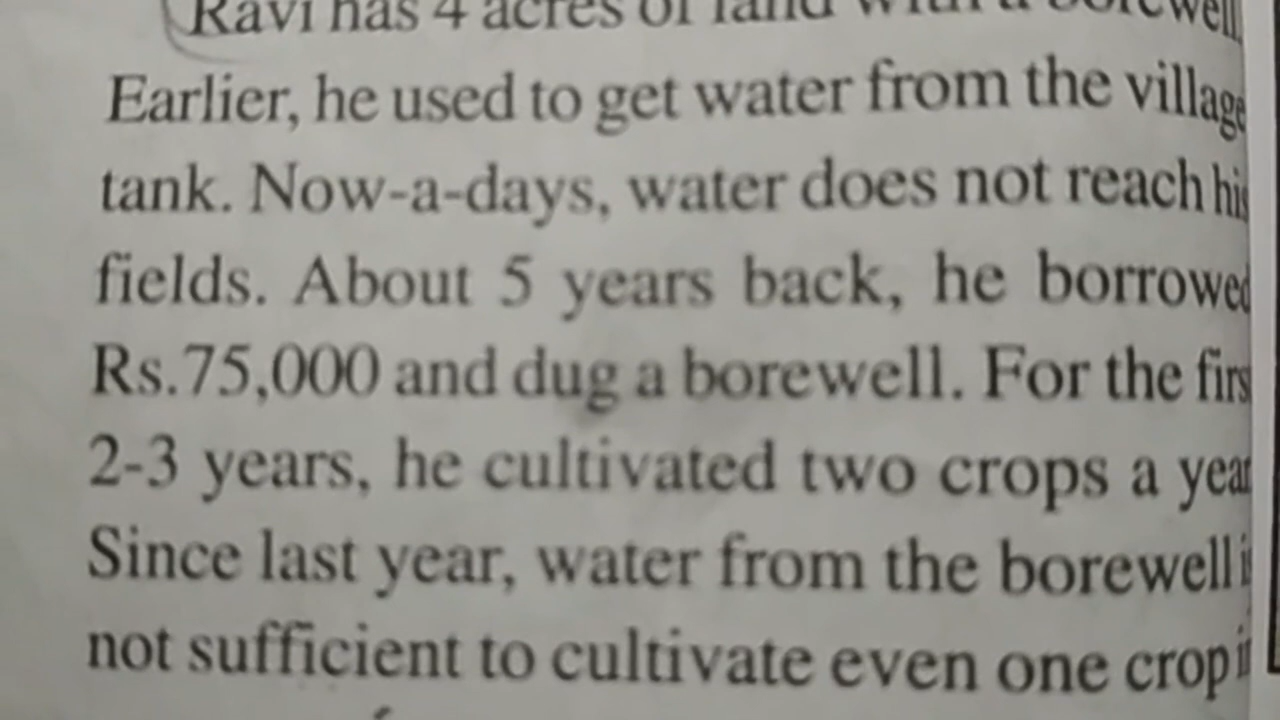 Ravi has 4 acres of land with a borewell.
Earlier, he used to get water from the village
tank. Now-a-days, water does not reach his
fields. About 5 years back, he borrowed
Rs.75,000 and dug a borewell. For the firs
2-3 years, he cultivated two crops a year
Since last year, water from the borewell is
not sufficient to cultivate even one crop in